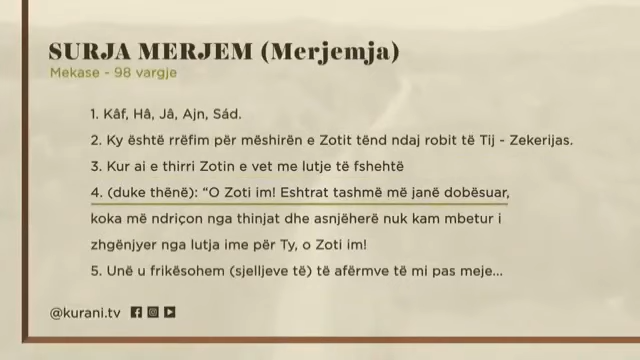 SURJA MERJEM (Merjemja)
Mekase - 98 vargje
1. Kâf, Hâ, Jâ, Ajn, Sád.
2. Ky është rrëfim për mëshirën e Zotit tënd ndaj robit të Tij - Zekerijas.
3. Kur ai e thirri Zotin e vet me lutje të fshehtë
4. (duke thënë): “O Zoti im! Eshtrat tashmë më janë dobësuar,
koka më ndriçon nga thinjat dhe asnjëherë nuk kam mbetur i
zhgënjyer nga lutja ime për Ty, o Zoti im!
5. Unë u frikësohem (sjelljeve të) të afërmve të mi pas meje...
@kurani.tv